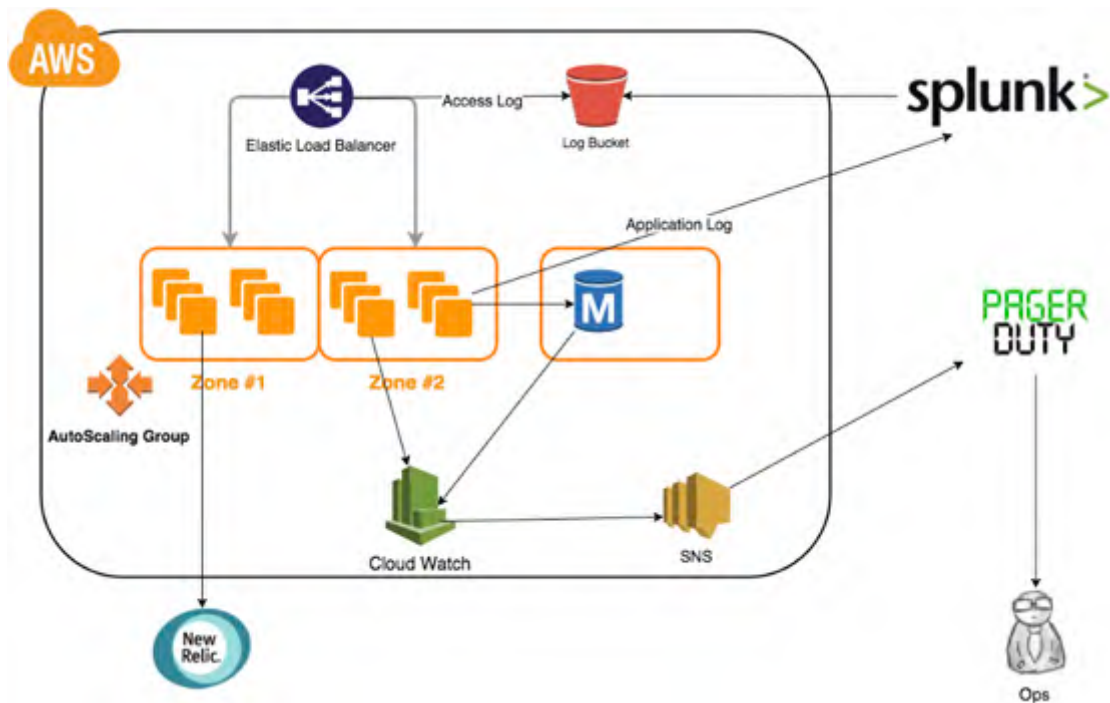 AWS
splunk>
Access Log
Elastic Load Balancer
Log Bucket
Application Log
M
PAGER
DUTY
Zone #1
Zone #2
AutoScaling Group
Cloud Watch
SNS
New
Relic.
Ops